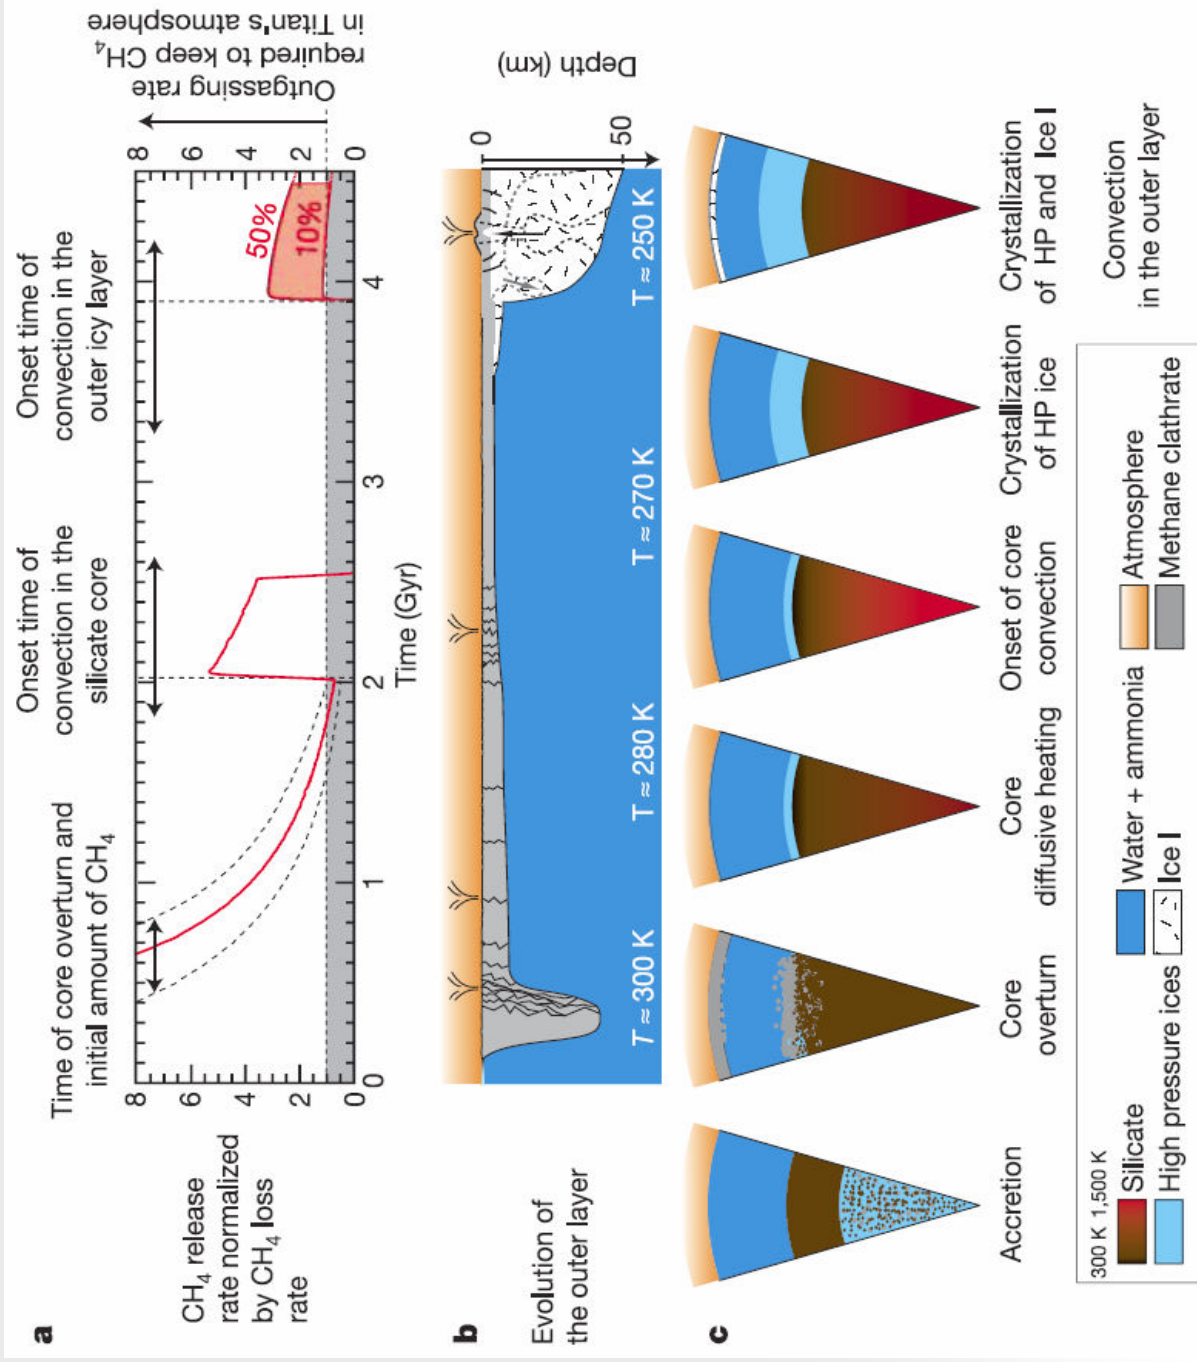 a
Time of core overturn and
initial amount of CH₄
Onset time of
convection in the
silicate core
Onset time of
convection in the
outer icy layer
CH₄ release
rate normalized
by CH₄ loss
rate
8
6
4
2
0
0
1
2
3
4
Time (Gyr)
50%
10%
8
6
4
2
0
Outgassing rate
required to keep CH₄
in Titan's atmosphere
b
Evolution of
the outer layer
T ≈ 300 K
T ≈ 280 K
T ≈ 270 K
T ≈ 250 K
0
50
Depth (km)
c
Accretion
Core
overturn
Core
diffusive heating
Onset of core
convection
Crystallization
of HP ice
Crystallization
of HP and Ice I
Convection
in the outer layer
300 K 1,500 K
Silicate
High pressure ices
Water + ammonia
Ice I
Atmosphere
Methane clathrate